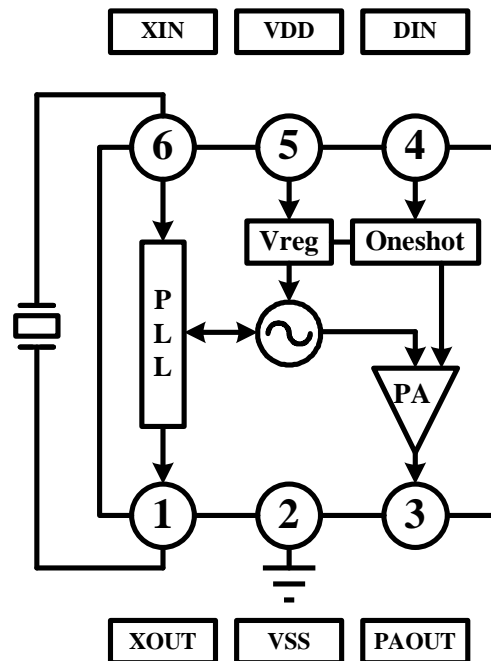 XIN VDD DIN
6 5 4
Vreg Oneshot
P
L
L
PA
1 2 3
XOUT VSS PAOUT